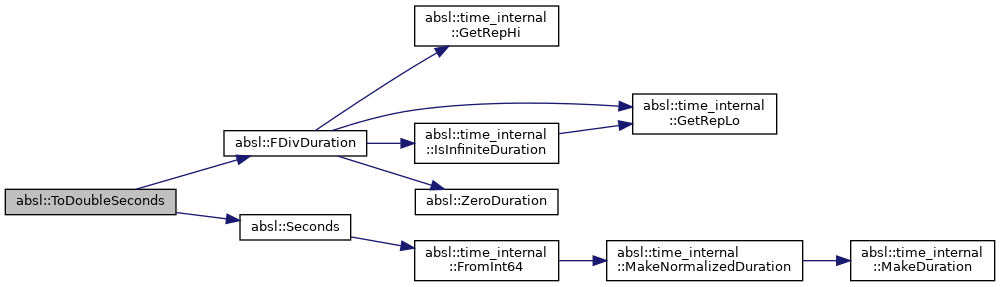 absl::time_internal
::GetRepHi
absl::time_internal
::GetRepLo
absl::FDivDuration
absl::time_internal
::IsInfiniteDuration
absl::ToDoubleSeconds
absl::ZeroDuration
absl::Seconds
absl::time_internal
::FromInt64
absl::time_internal
::MakeNormalizedDuration
absl::time_internal
::MakeDuration